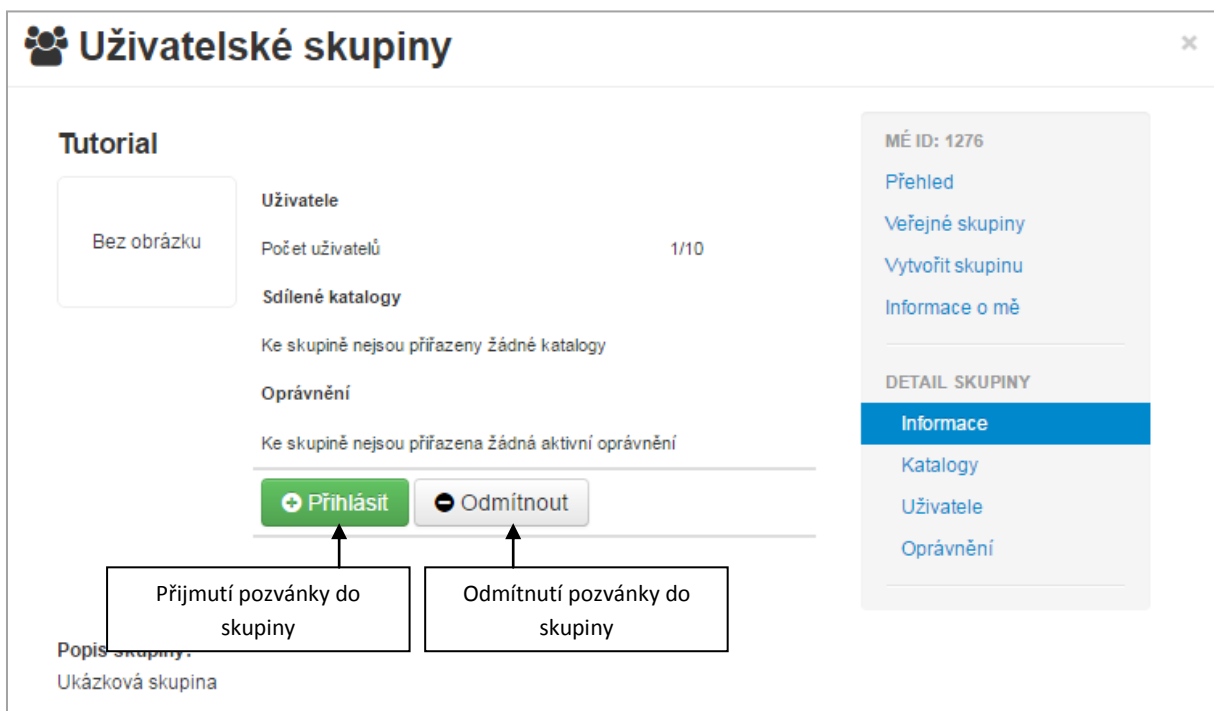 Uživatelské skupiny
×
Tutorial
Bez obrázku
Uživatele
Počet uživatelů 1/10
Sdílené katalogy
Ke skupině nejsou přiřazeny žádné katalogy
Oprávnění
Ke skupině nejsou přiřazena žádná aktivní oprávnění
Přihlásit
Odmítnout
Přijmutí pozvánky do
skupiny
Odmítnutí pozvánky do
skupiny
Popis skupiny:
Ukázková skupina
MÉ ID: 1276
Přehled
Veřejné skupiny
Vytvořit skupinu
Informace o mě
DETAIL SKUPINY
Informace
Katalogy
Uživatele
Oprávnění